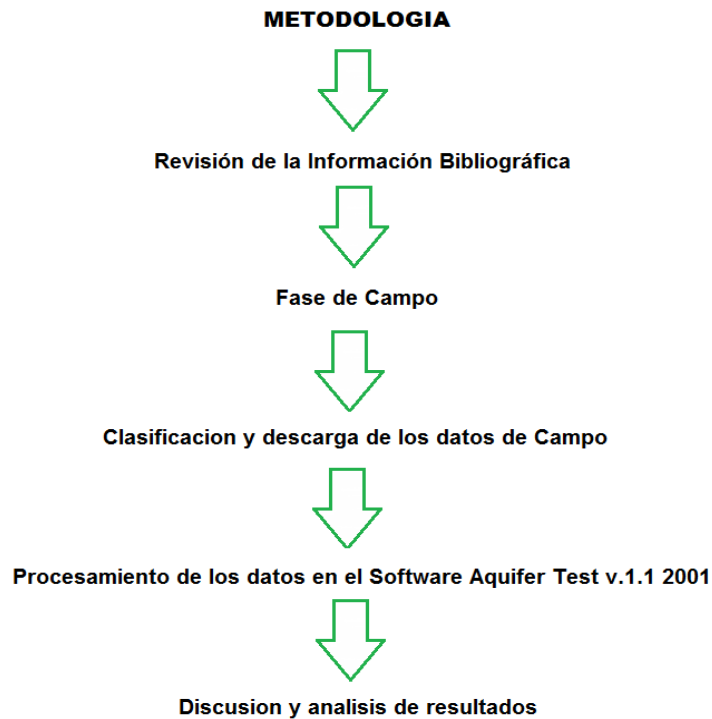 METODOLOGIA
Revisión de la Información Bibliográfica
Fase de Campo
Clasificacion y descarga de los datos de Campo
Procesamiento de los datos en el Software Aquifer Test v.1.1 2001
Discusion y analisis de resultados